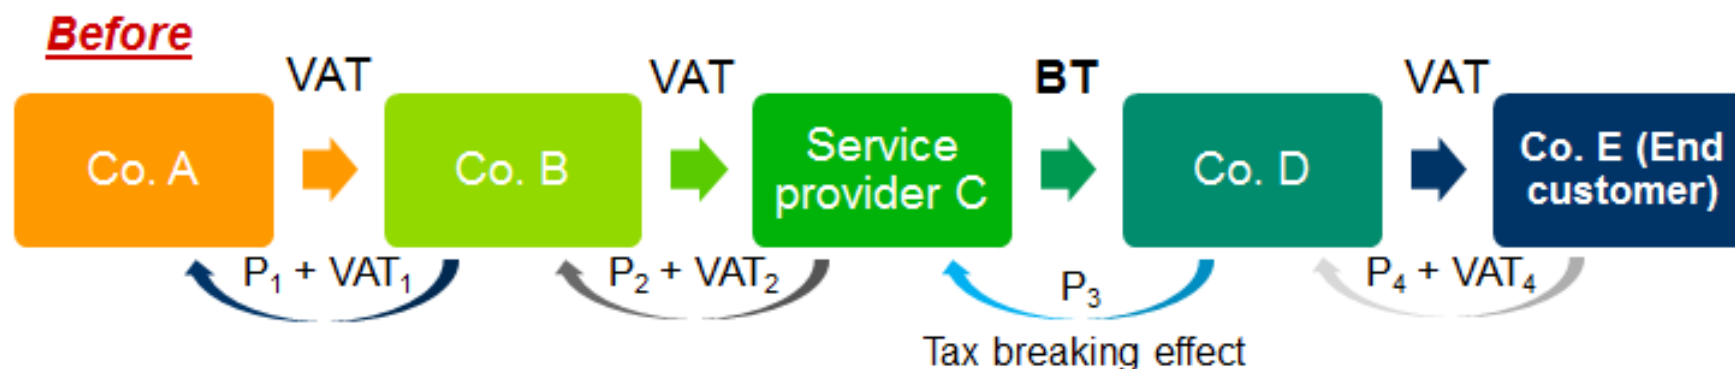 Before
VAT
VAT
BT
VAT
Co. A
Co. B
Service
provider C
Co. D
Co. E (End
customer)
P₁ + VAT₁
P₂ + VAT₂
P₃
P₄ + VAT₄
Tax breaking effect